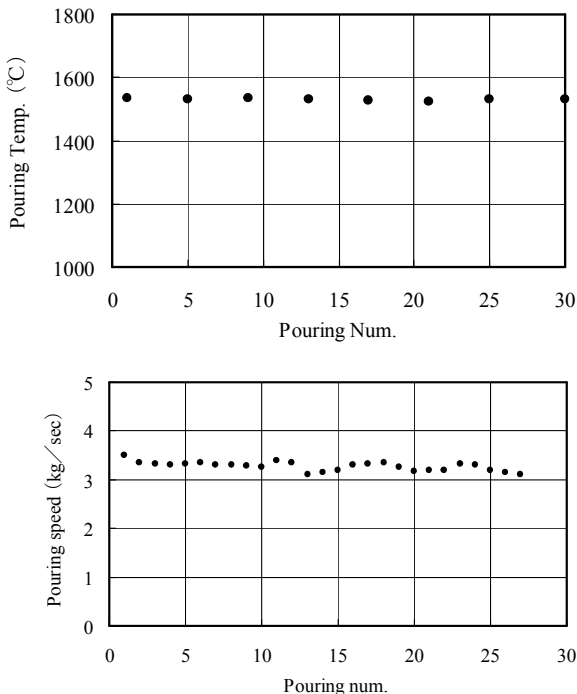 1800
1600
1400
1200
1000
Pouring Temp. (℃)
0 5 10 15 20 25 30
Pouring Num.
5
4
3
2
1
0
Pouring speed (kg／sec)
0 5 10 15 20 25 30
Pouring num.